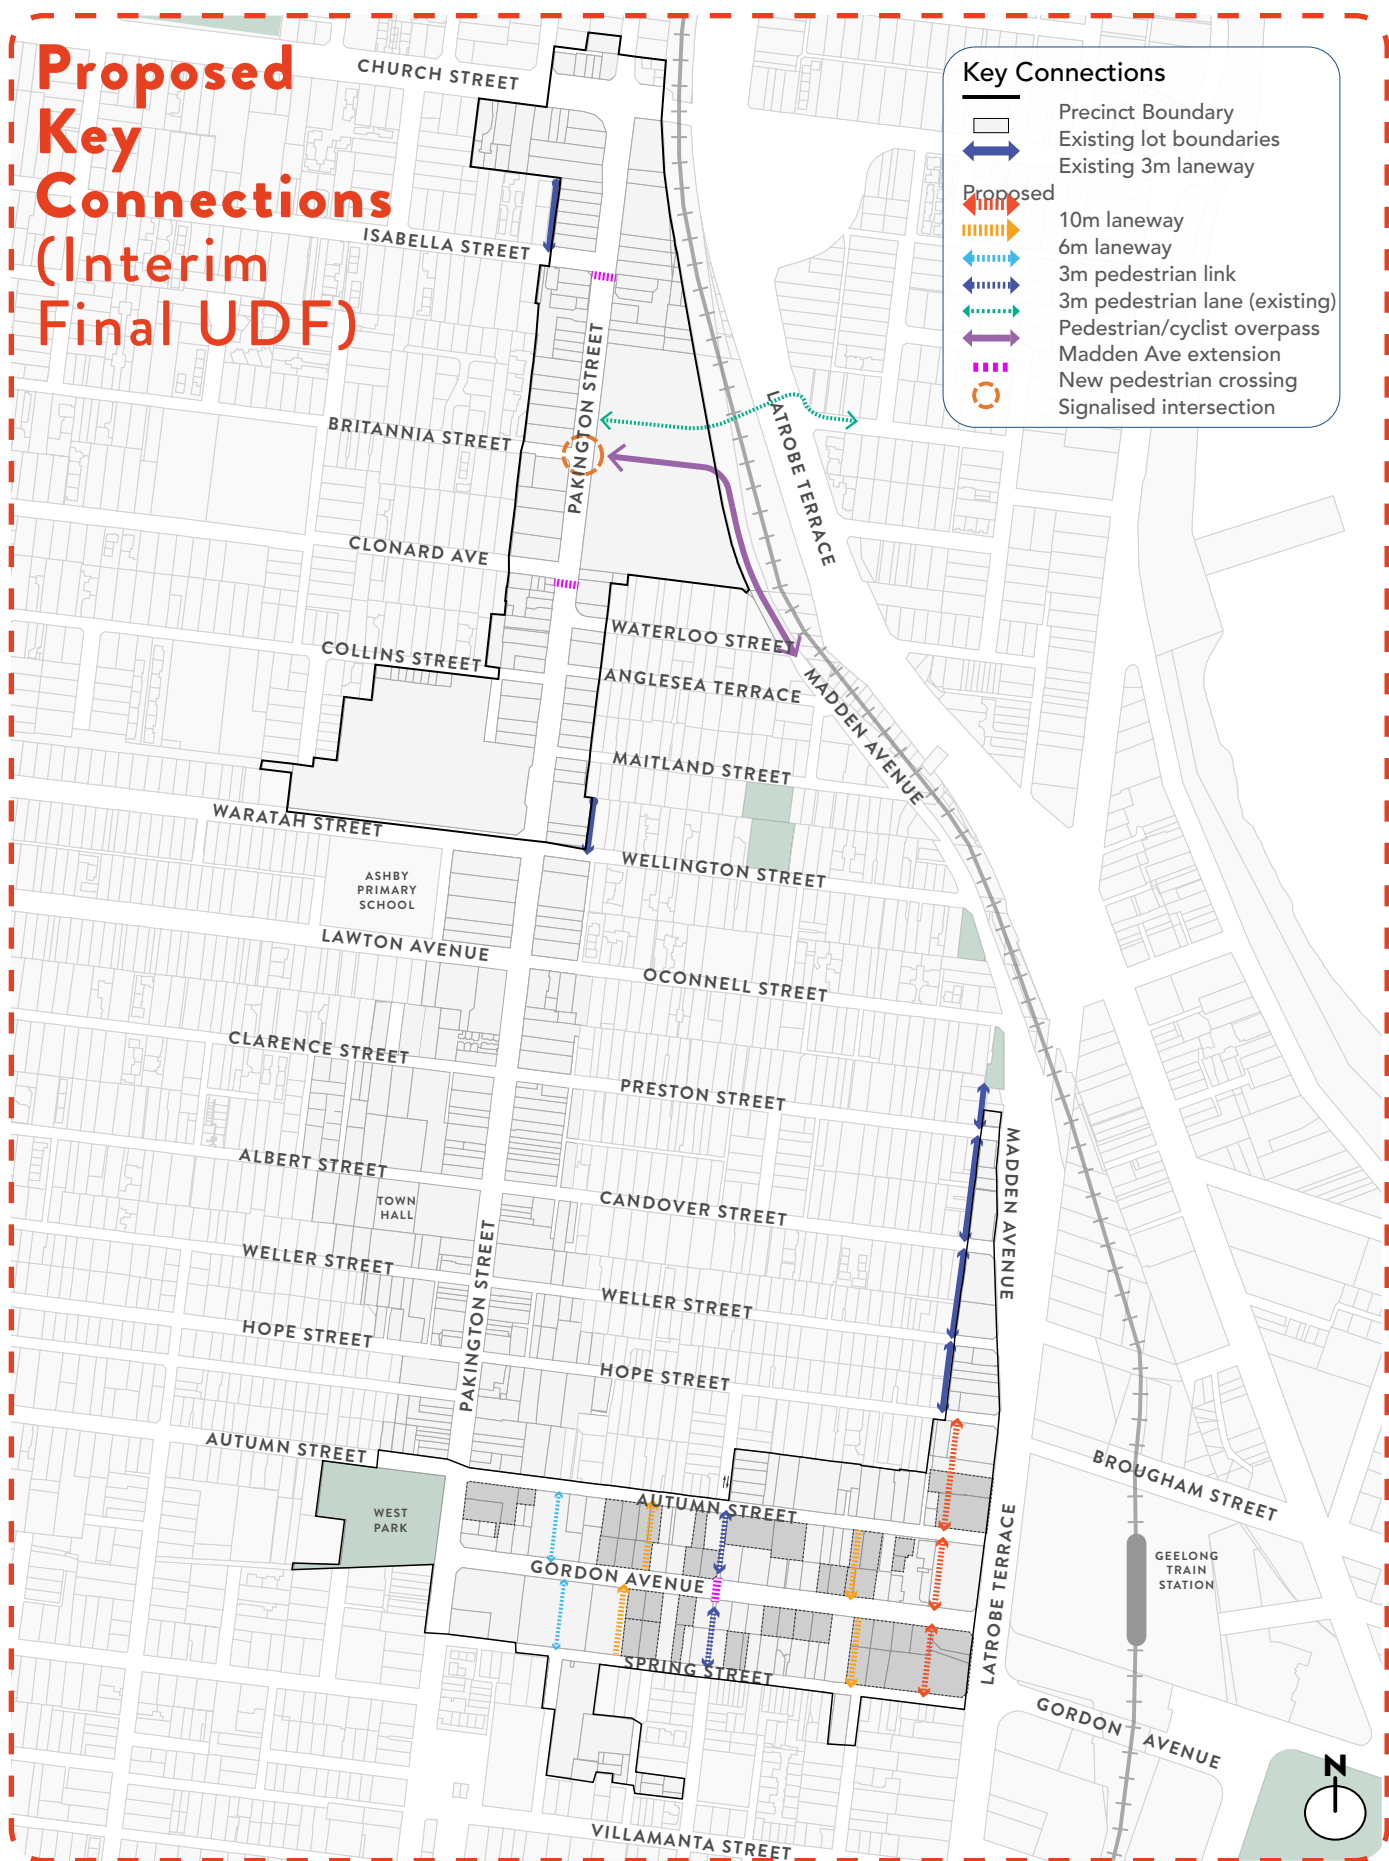 Proposed
Key
Connections
(Interim
Final UDF)
Key Connections
Precinct Boundary
Existing lot boundaries
Existing 3m laneway
Proposed
10m laneway
6m laneway
3m pedestrian link
3m pedestrian lane (existing)
Pedestrian/cyclist overpass
Madden Ave extension
New pedestrian crossing
Signalised intersection
CHURCH STREET
ISABELLA STREET
PAKINGTON STREET
BRITANNIA STREET
LATROBE TERRACE
CLONARD AVE
WATERLOO STREET
COLLINS STREET
ANGLESEA TERRACE
MADDEN AVENUE
MAITLAND STREET
WARATAH STREET
WELLINGTON STREET
ASHBY
PRIMARY
SCHOOL
LAWTON AVENUE
OCONNELL STREET
CLARENCE STREET
PRESTON STREET
MADDEN AVENUE
ALBERT STREET
TOWN
HALL
CANDOVER STREET
WELLER STREET
PAKINGTON STREET
WELLER STREET
HOPE STREET
HOPE STREET
AUTUMN STREET
BROUGHAM STREET
WEST
PARK
AUTUMN STREET
LATROBE TERRACE
GEELONG
TRAIN
STATION
GORDON AVENUE
SPRING STREET
GORDON AVENUE
N
VILLAMANTA STREET